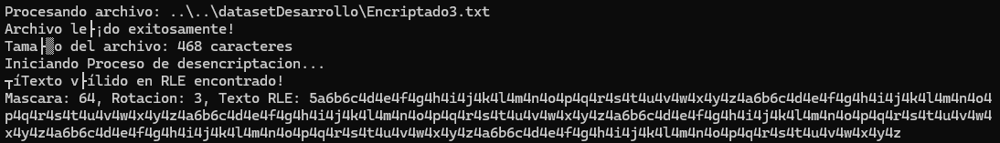 Procesando archivo: ..\..\datasetDesarrollo\Encriptado3.txt
Archivo le├¡do exitosamente!
Tama├▒o del archivo: 468 caracteres
Iniciando Proceso de desencriptacion...
┬íTexto v├ílido en RLE encontrado!
Mascara: 64, Rotacion: 3, Texto RLE: 5a6b6c4d4e4f4g4h4i4j4k4l4m4n4o4p4q4r4s4t4u4v4w4x4y4z4a6b6c4d4e4f4g4h4i4j4k4l4m4n4o4
p4q4r4s4t4u4v4w4x4y4z4a6b6c4d4e4f4g4h4i4j4k4l4m4n4o4p4q4r4s4t4u4v4w4x4y4z4a6b6c4d4e4f4g4h4i4j4k4l4m4n4o4p4q4r4s4t4u4v4w4
x4y4z4a6b6c4d4e4f4g4h4i4j4k4l4m4n4o4p4q4r4s4t4u4v4w4x4y4z4a6b6c4d4e4f4g4h4i4j4k4l4m4n4o4p4q4r4s4t4u4v4w4x4y4z